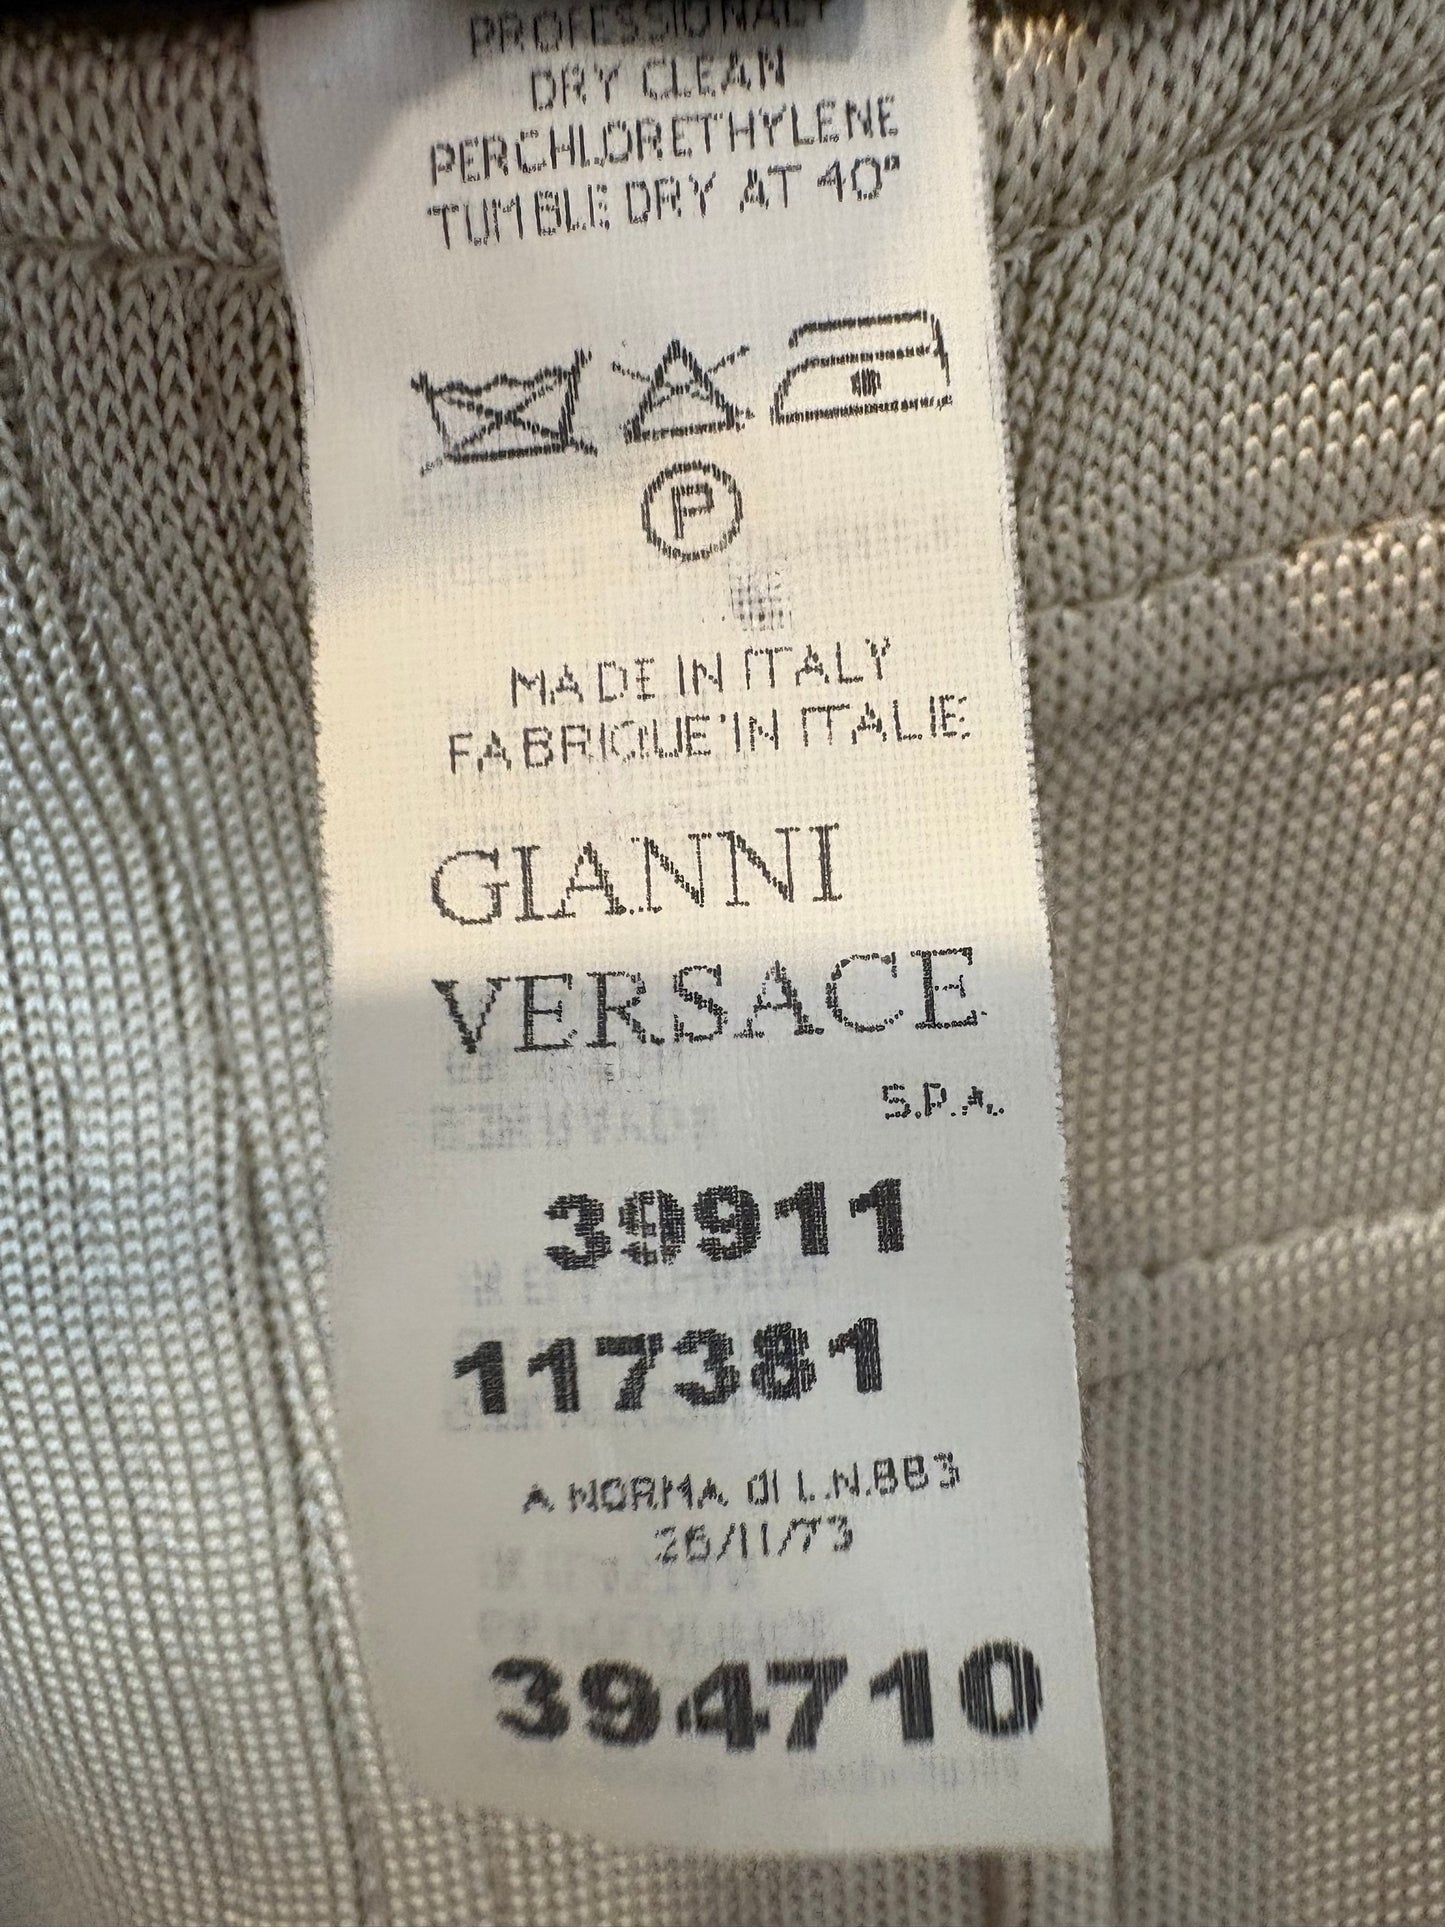 PROFESSIONALY
DRY CLEAN
PERCHLORETHYLENE
TUMBLE DRY AT 40°
P
MADE IN ITALY
FABRIQUE' IN ITALIE
GIANNI
VERSACE
S.P.A.
39911
117381
A NORMA DI L.N.883
26/11/73
394710